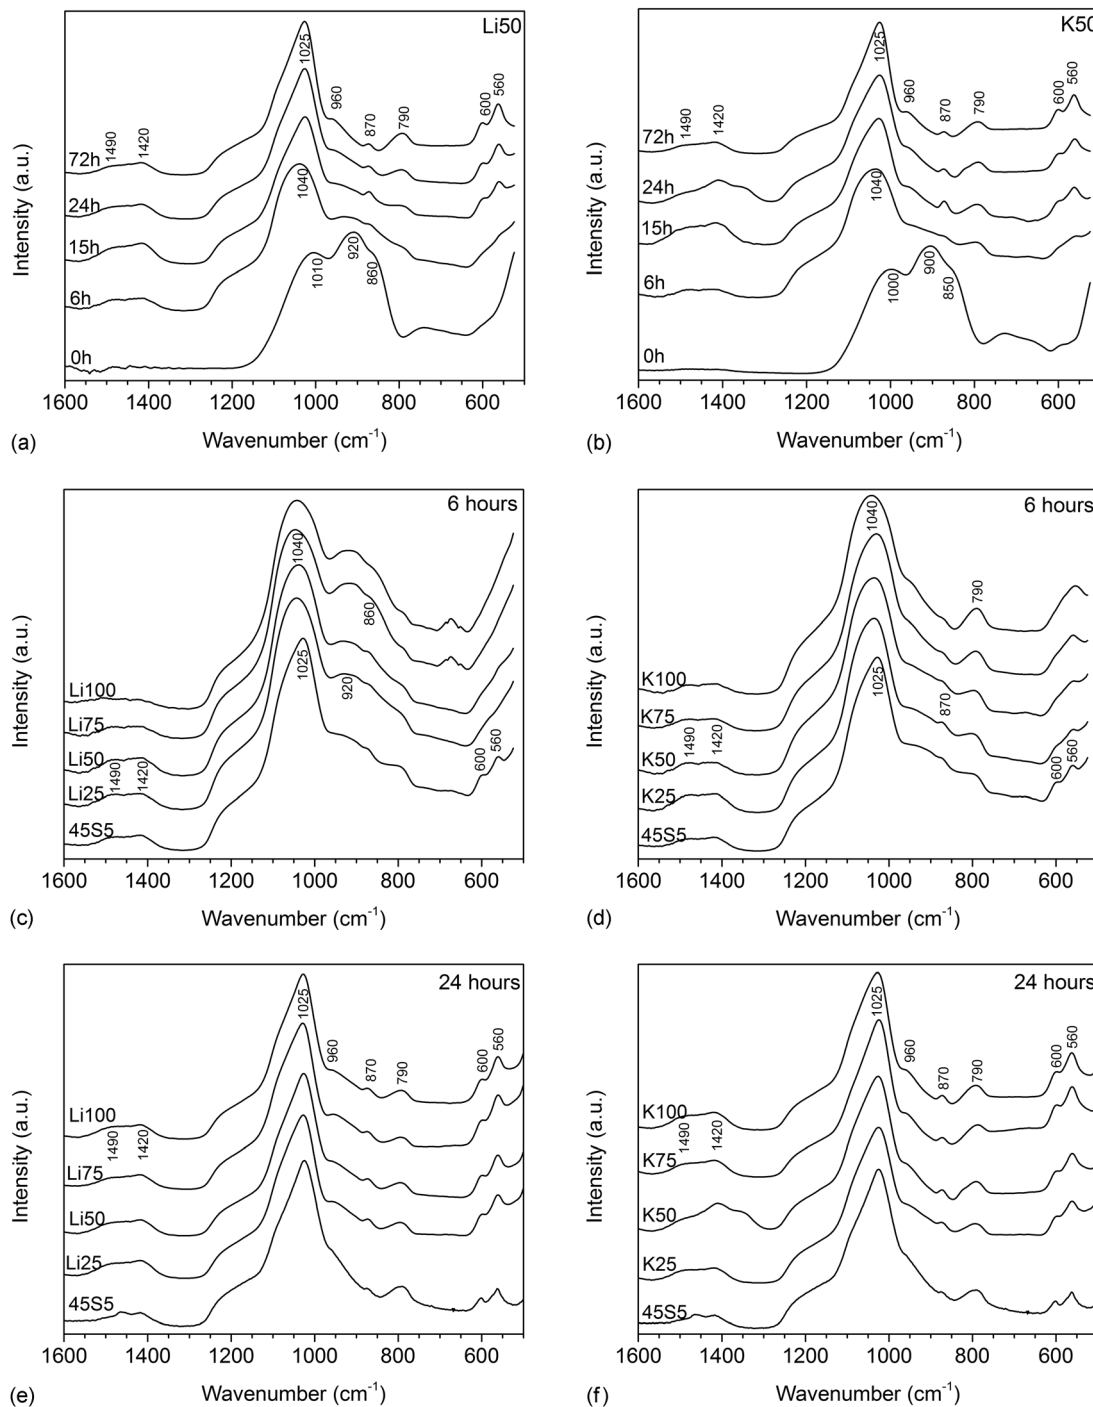 Li50
1025
960
870
790
600
560
1490
1420
72h
24h
15h
6h
0h
1040
1010
920
860
Intensity (a.u.)
1600 1400 1200 1000 800 600
Wavenumber (cm-1)
(a)
K50
1025
960
870
790
600
560
1490
1420
72h
24h
15h
6h
0h
1040
1000
900
850
Intensity (a.u.)
1600 1400 1200 1000 800 600
Wavenumber (cm-1)
(b)
6 hours
1040
860
1025
920
600
560
Li100
Li75
Li50
1490
1420
Li25
45S5
Intensity (a.u.)
1600 1400 1200 1000 800 600
Wavenumber (cm-1)
(c)
6 hours
1040
790
1025
870
600
560
K100
K75
1490
1420
K50
K25
45S5
Intensity (a.u.)
1600 1400 1200 1000 800 600
Wavenumber (cm-1)
(d)
24 hours
1025
960
870
790
600
560
Li100
1490
1420
Li75
Li50
Li25
45S5
Intensity (a.u.)
1600 1400 1200 1000 800 600
Wavenumber (cm-1)
(e)
24 hours
1025
960
870
790
600
560
K100
1490
1420
K75
K50
K25
45S5
Intensity (a.u.)
1600 1400 1200 1000 800 600
Wavenumber (cm-1)
(f)